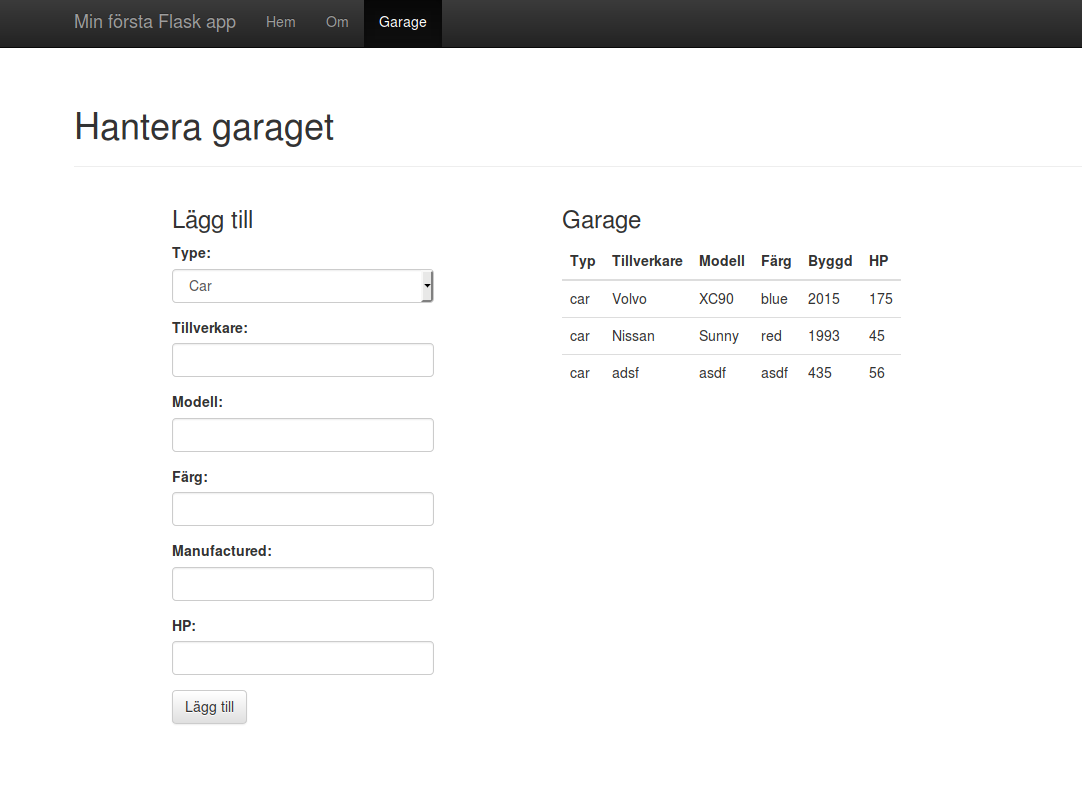 Min första Flask app Hem Om Garage
Hantera garaget
Lägg till
Type:
Car
Tillverkare:
Modell:
Färg:
Manufactured:
HP:
Lägg till
Garage
Typ Tillverkare Modell Färg Byggd HP
car Volvo XC90 blue 2015 175
car Nissan Sunny red 1993 45
car adsf asdf asdf 435 56